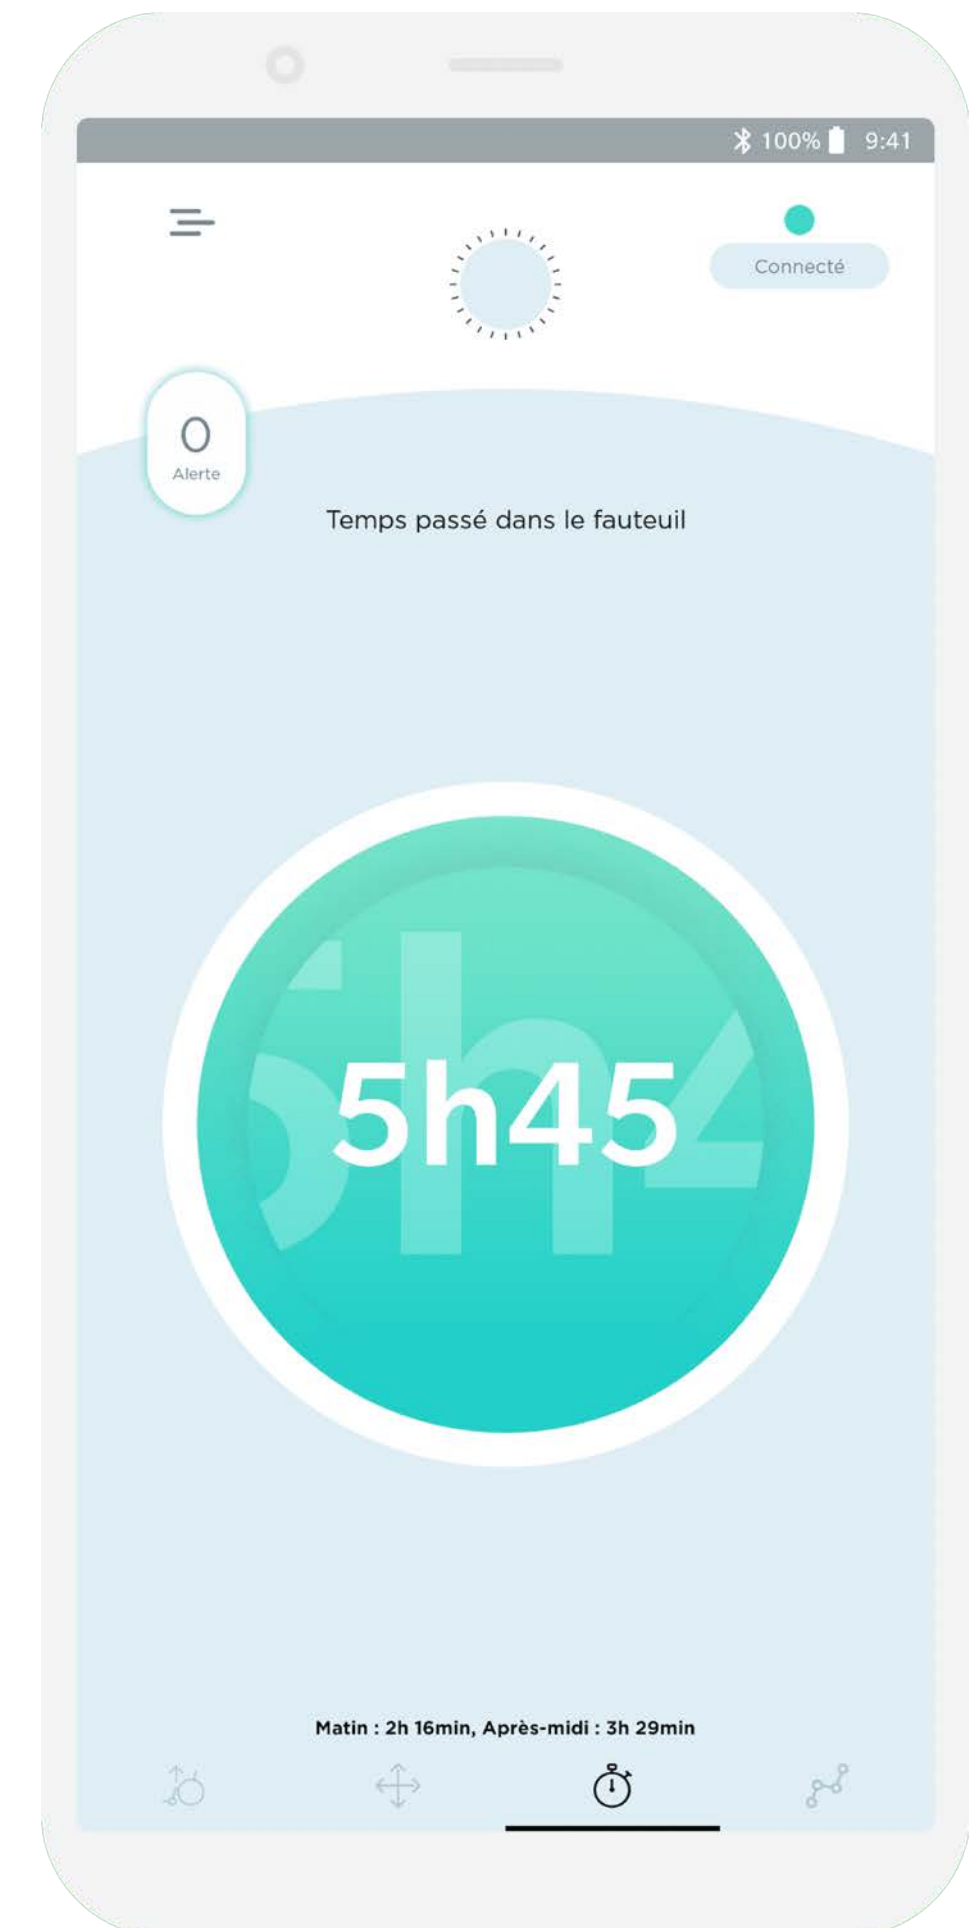 100% 9:41
Connecté
0
Alerte
Temps passé dans le fauteuil
5h4
5h45
Matin : 2h 16min, Après-midi : 3h 29min